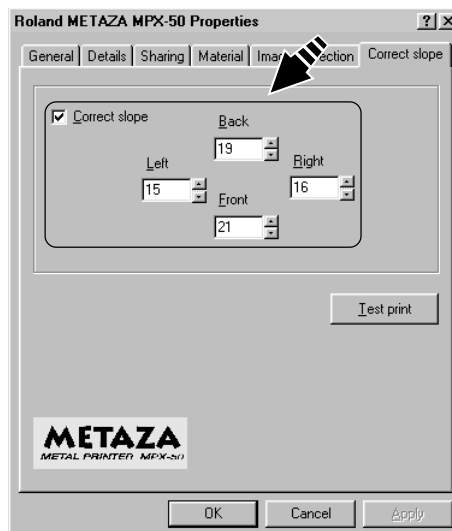 Roland METAZA MPX-50 Properties
General Details Sharing Material Correct slope
Correct slope
Back
19
Left
Right
15
16
Front
21
Test print
METAZA
METAL PRINTER MPX-50
OK Cancel Apply